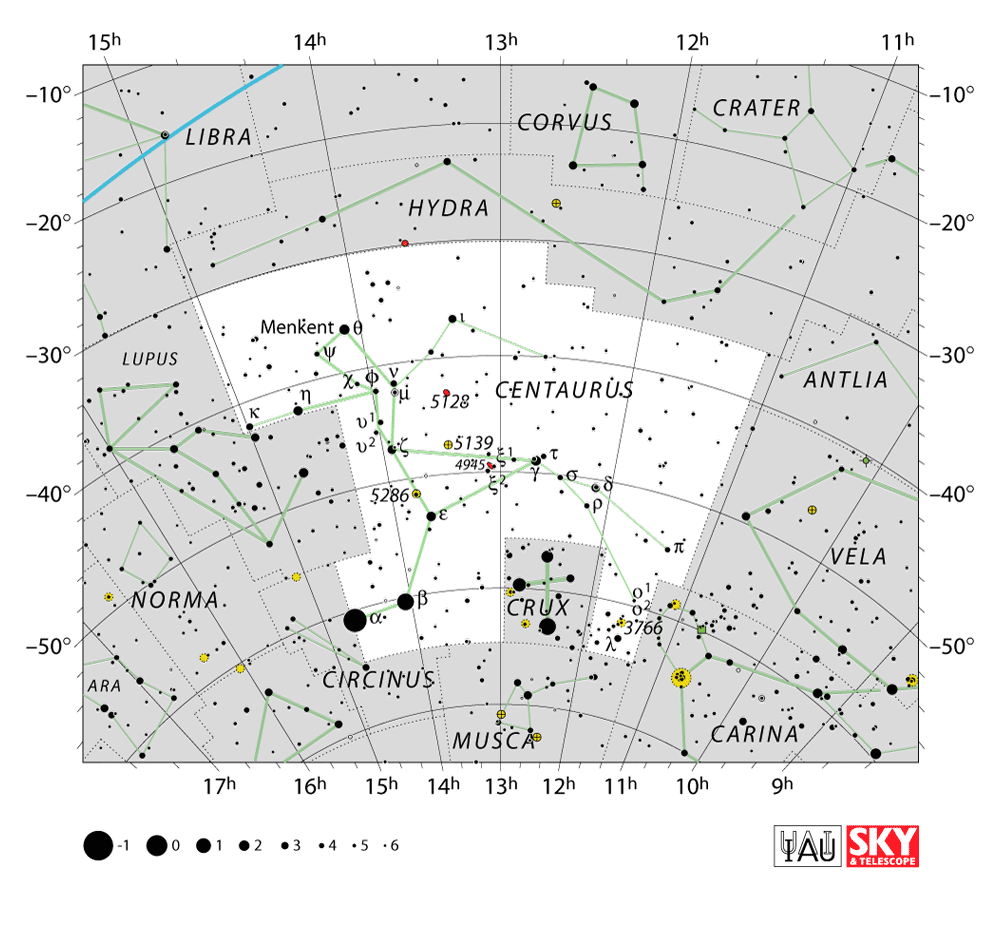 15h 14h 13h 12h 11h
−10° −10°
CRATER
CORVUS
LIBRA
HYDRA
−20° −20°
Menkent θ ι
ψ
−30° −30°
LUPUS
χ ϕ ν
μ
ANTLIA
CENTAURUS
κ η 5128
υ1
υ2 ζ 5139 ξ1 τ
4945 γ
ξ2 σ δ
−40° −40°
5286 ρ
ε
π
VELA
NORMA
β ο1
CRUX ο2
α 3766
λ
−50° −50°
ARA
CIRCINUS
CARINA
MUSCA
17h 16h 15h 14h 13h 12h 11h 10h 9h
-1 0 1 2 3 4 5 6
IAU
SKY
& TELESCOPE